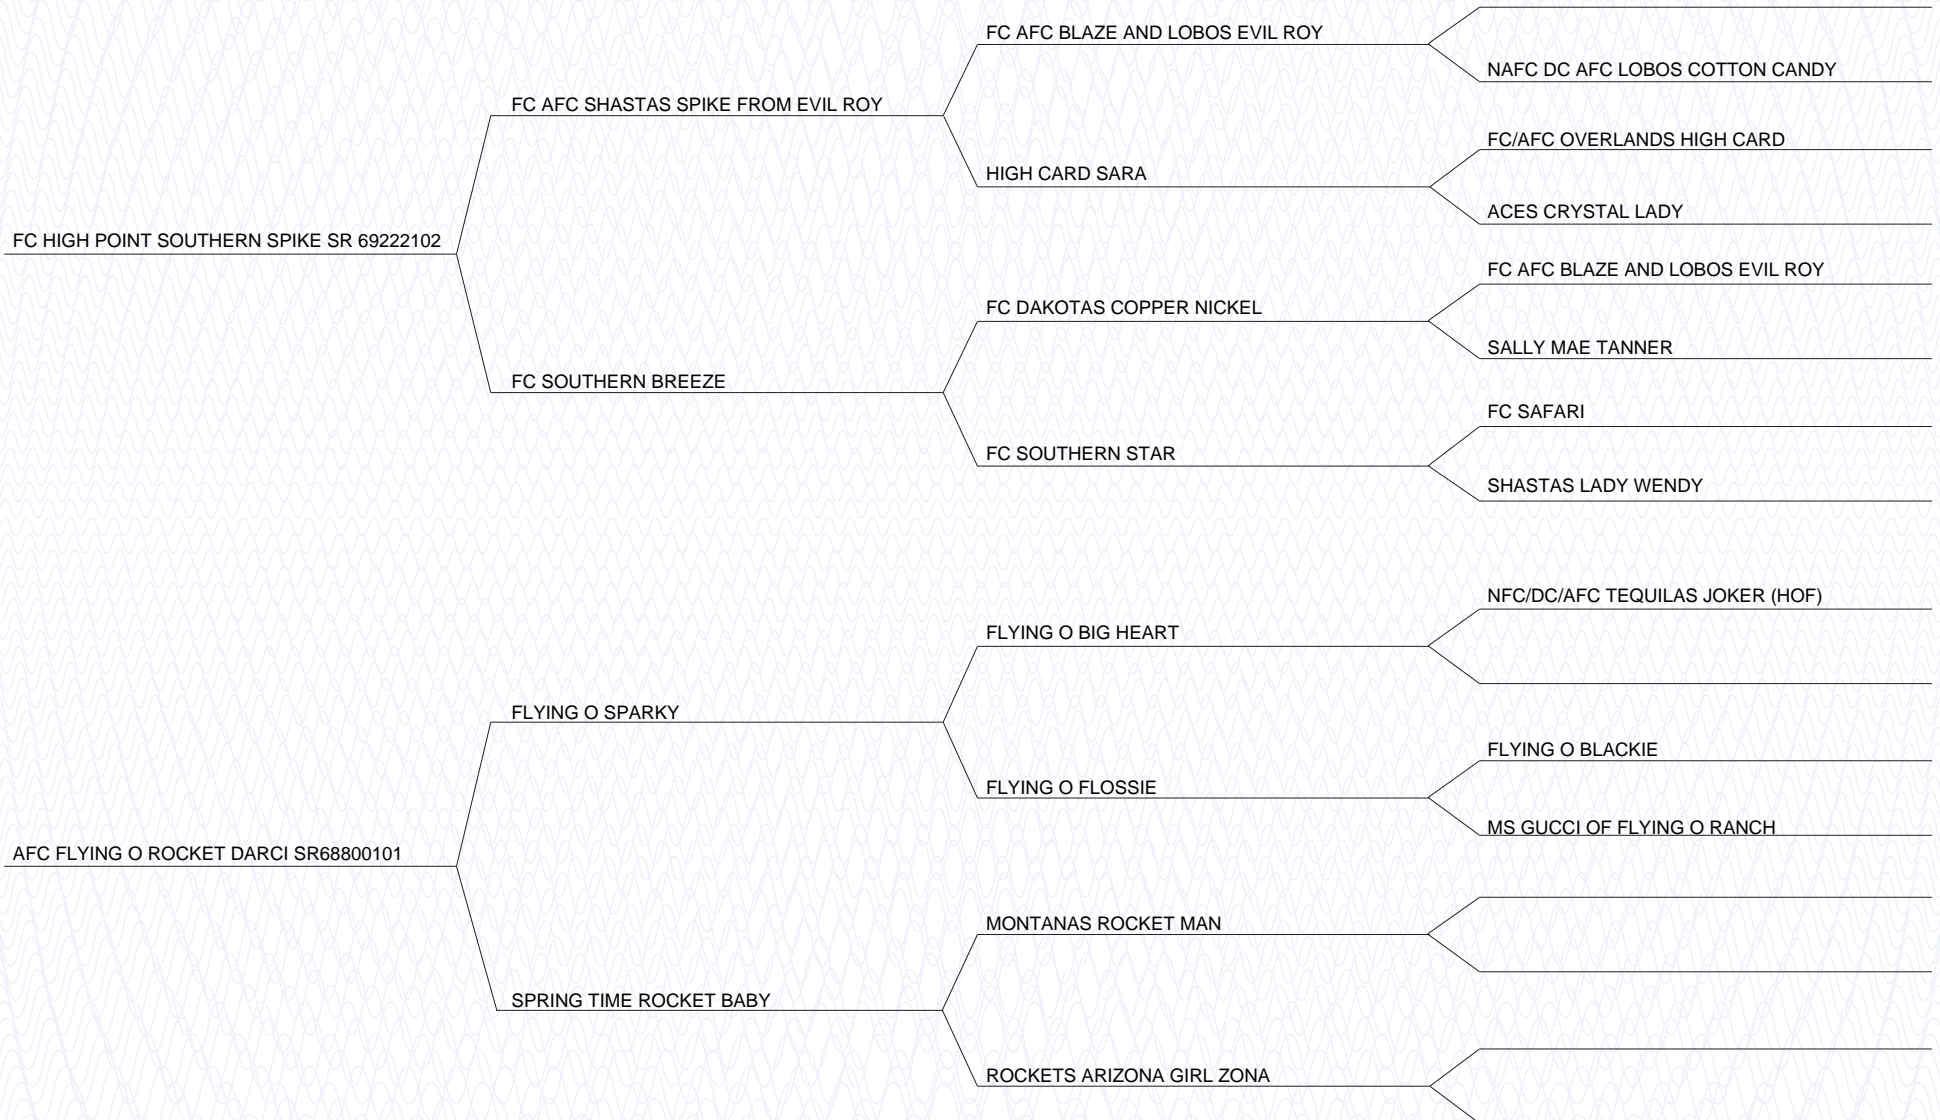 FC AFC BLAZE AND LOBOS EVIL ROY
NAFC DC AFC LOBOS COTTON CANDY
FC AFC SHASTAS SPIKE FROM EVIL ROY
FC/AFC OVERLANDS HIGH CARD
HIGH CARD SARA
ACES CRYSTAL LADY
FC HIGH POINT SOUTHERN SPIKE SR 69222102
FC AFC BLAZE AND LOBOS EVIL ROY
FC DAKOTAS COPPER NICKEL
SALLY MAE TANNER
FC SOUTHERN BREEZE
FC SAFARI
FC SOUTHERN STAR
SHASTAS LADY WENDY
NFC/DC/AFC TEQUILAS JOKER (HOF)
FLYING O BIG HEART
FLYING O SPARKY
FLYING O BLACKIE
FLYING O FLOSSIE
MS GUCCI OF FLYING O RANCH
AFC FLYING O ROCKET DARCI SR68800101
MONTANAS ROCKET MAN
SPRING TIME ROCKET BABY
ROCKETS ARIZONA GIRL ZONA